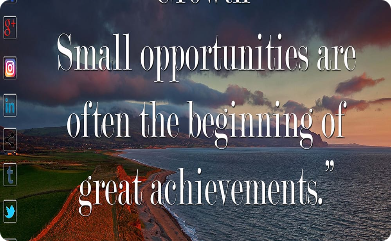 Small opportunities are
often the beginning of
great achievements.”